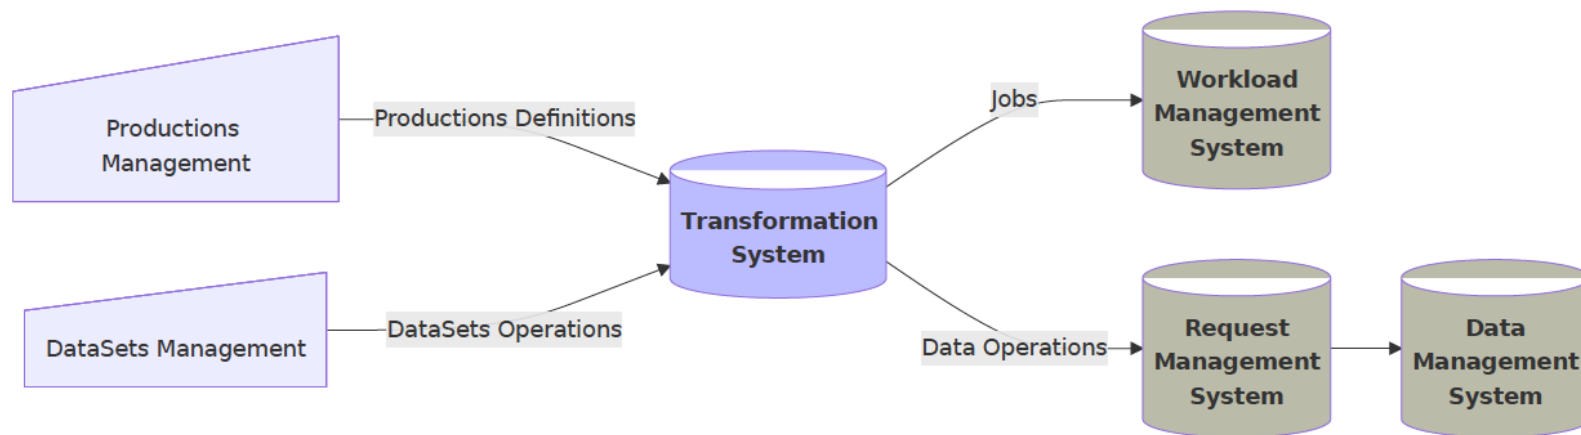 Productions
Management
Productions Definitions
DataSets Management
DataSets Operations
Transformation
System
Jobs
Workload
Management
System
Data Operations
Request
Management
System
Data
Management
System